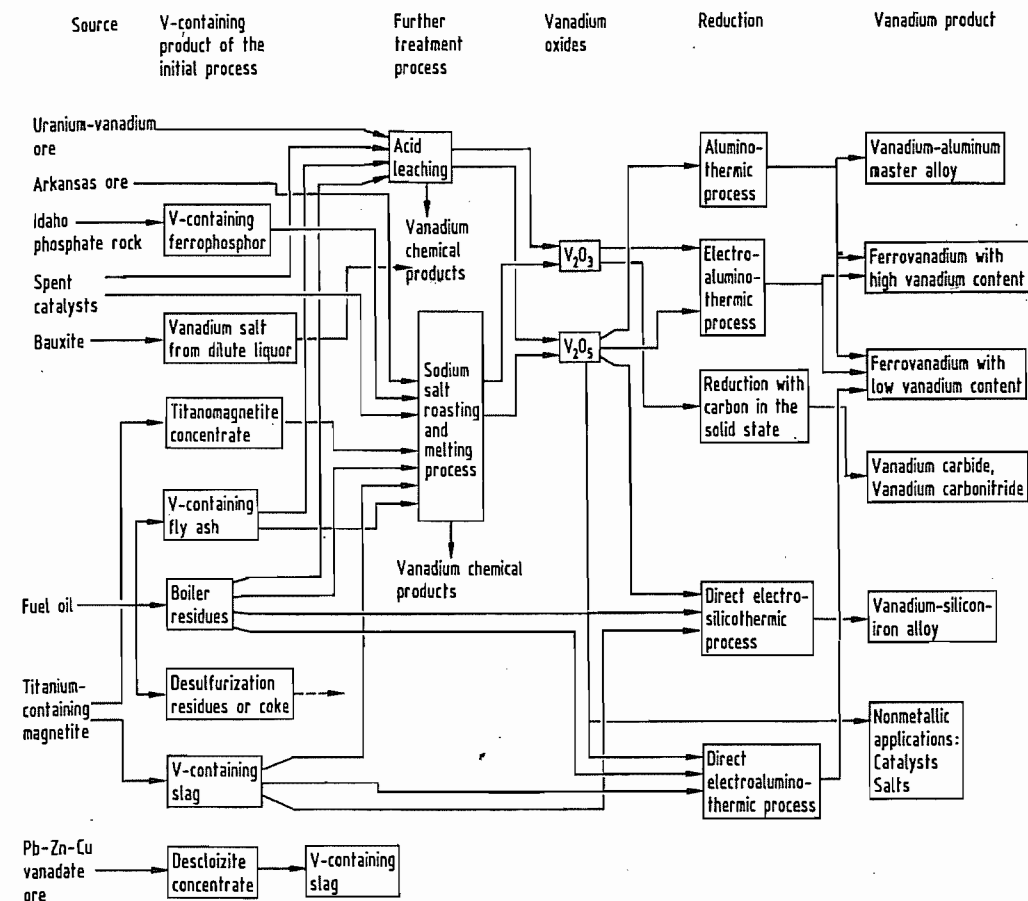 Source
V-containing
product of the
initial process
Further
treatment
process
Vanadium
oxides
Reduction
Vanadium product
Uranium-vanadium
ore
Arkansas ore
Idaho
phosphate rock
Spent
catalysts
Bauxite
Fuel oil
Titanium-
containing
magnetite
Pb-Zn-Cu
vanadate
ore
V-containing
ferrophosphor
Vanadium salt
from dilute liquor
Titanomagnetite
concentrate
V-containing
fly ash
Boiler
residues
Desulfurization
residues or coke
V-containing
slag
Descloizite
concentrate
V-containing
slag
Acid
leaching
Vanadium
chemical
products
Sodium
salt
roasting
and
melting
process
Vanadium chemical
products
V₂O₃
V₂O₅
Alumino-
thermic
process
Electro-
alumino-
thermic
process
Reduction with
carbon in the
solid state
Direct electro-
silicothermic
process
Direct
electroalumino-
thermic process
Vanadium-aluminum
master alloy
Ferrovanadium with
high vanadium content
Ferrovanadium with
low vanadium content
Vanadium carbide,
Vanadium carbonitride
Vanadium-silicon-
iron alloy
Nonmetallic
applications:
Catalysts
Salts